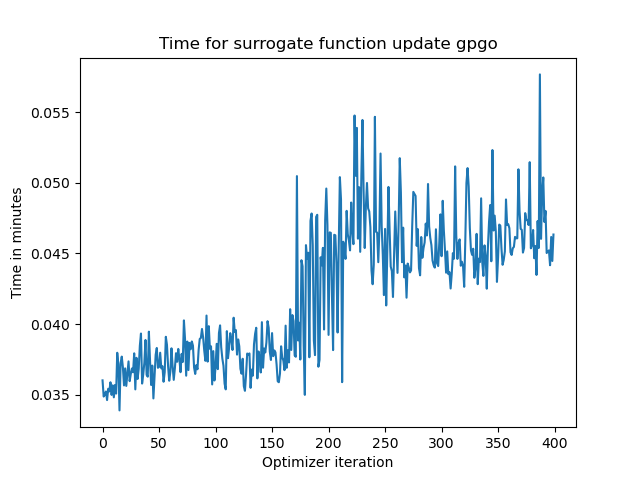 Time for surrogate function update gpgo
0.055
0.050
0.045
0.040
0.035
Time in minutes
0 50 100 150 200 250 300 350 400
Optimizer iteration